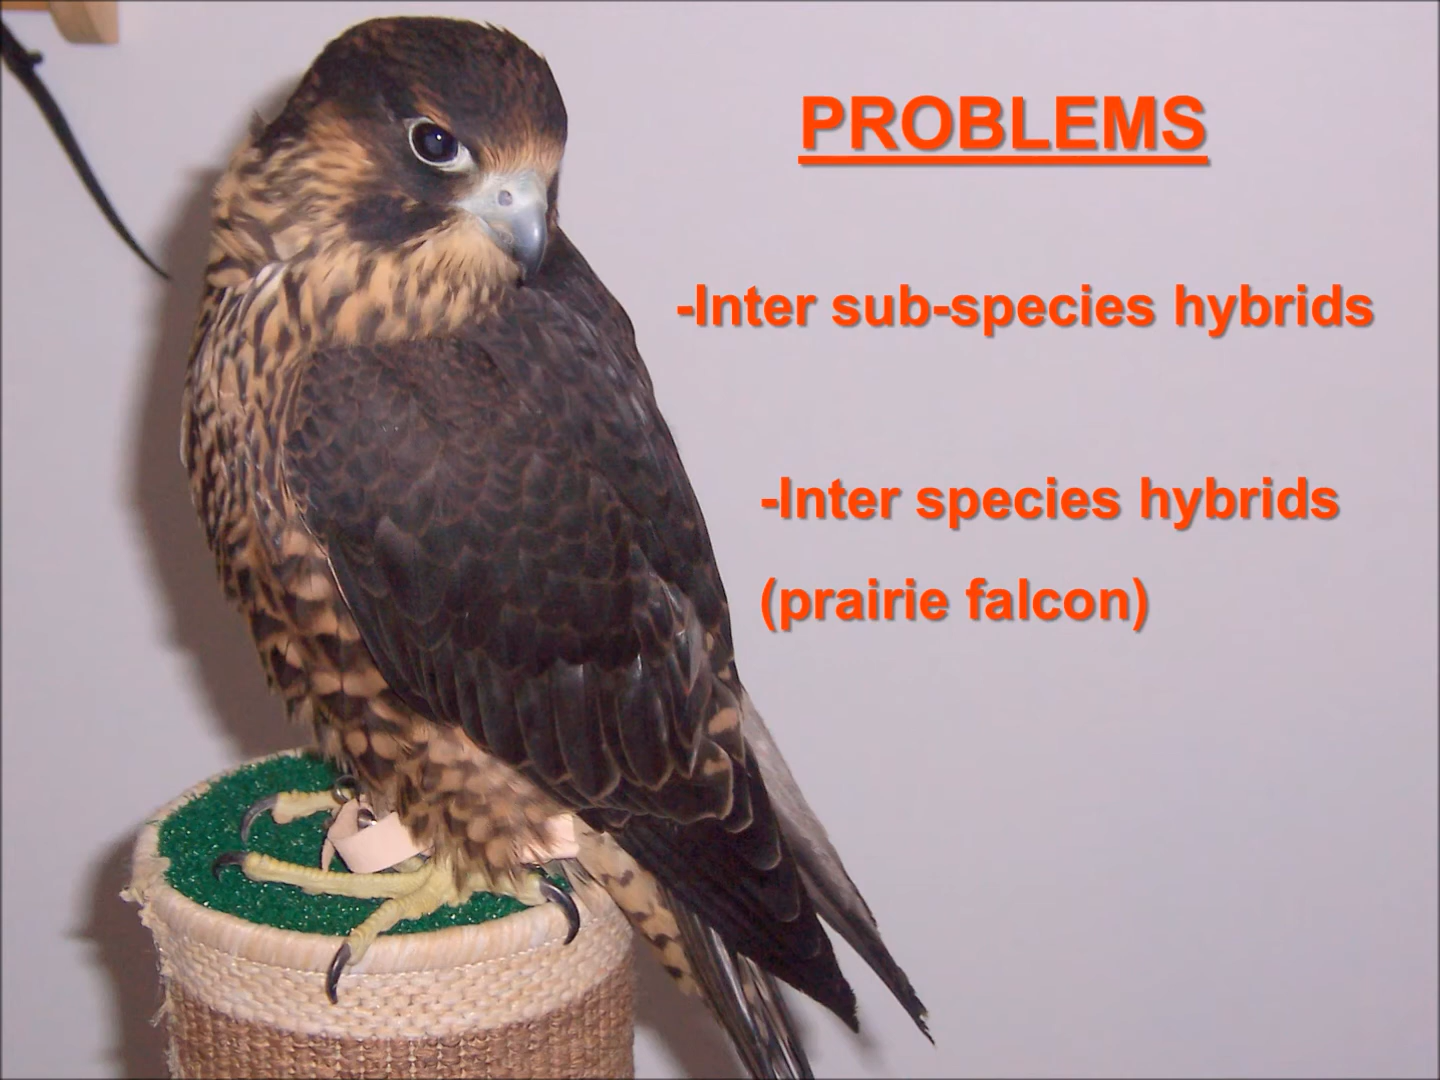 PROBLEMS
-Inter sub-species hybrids
-Inter species hybrids
(prairie falcon)